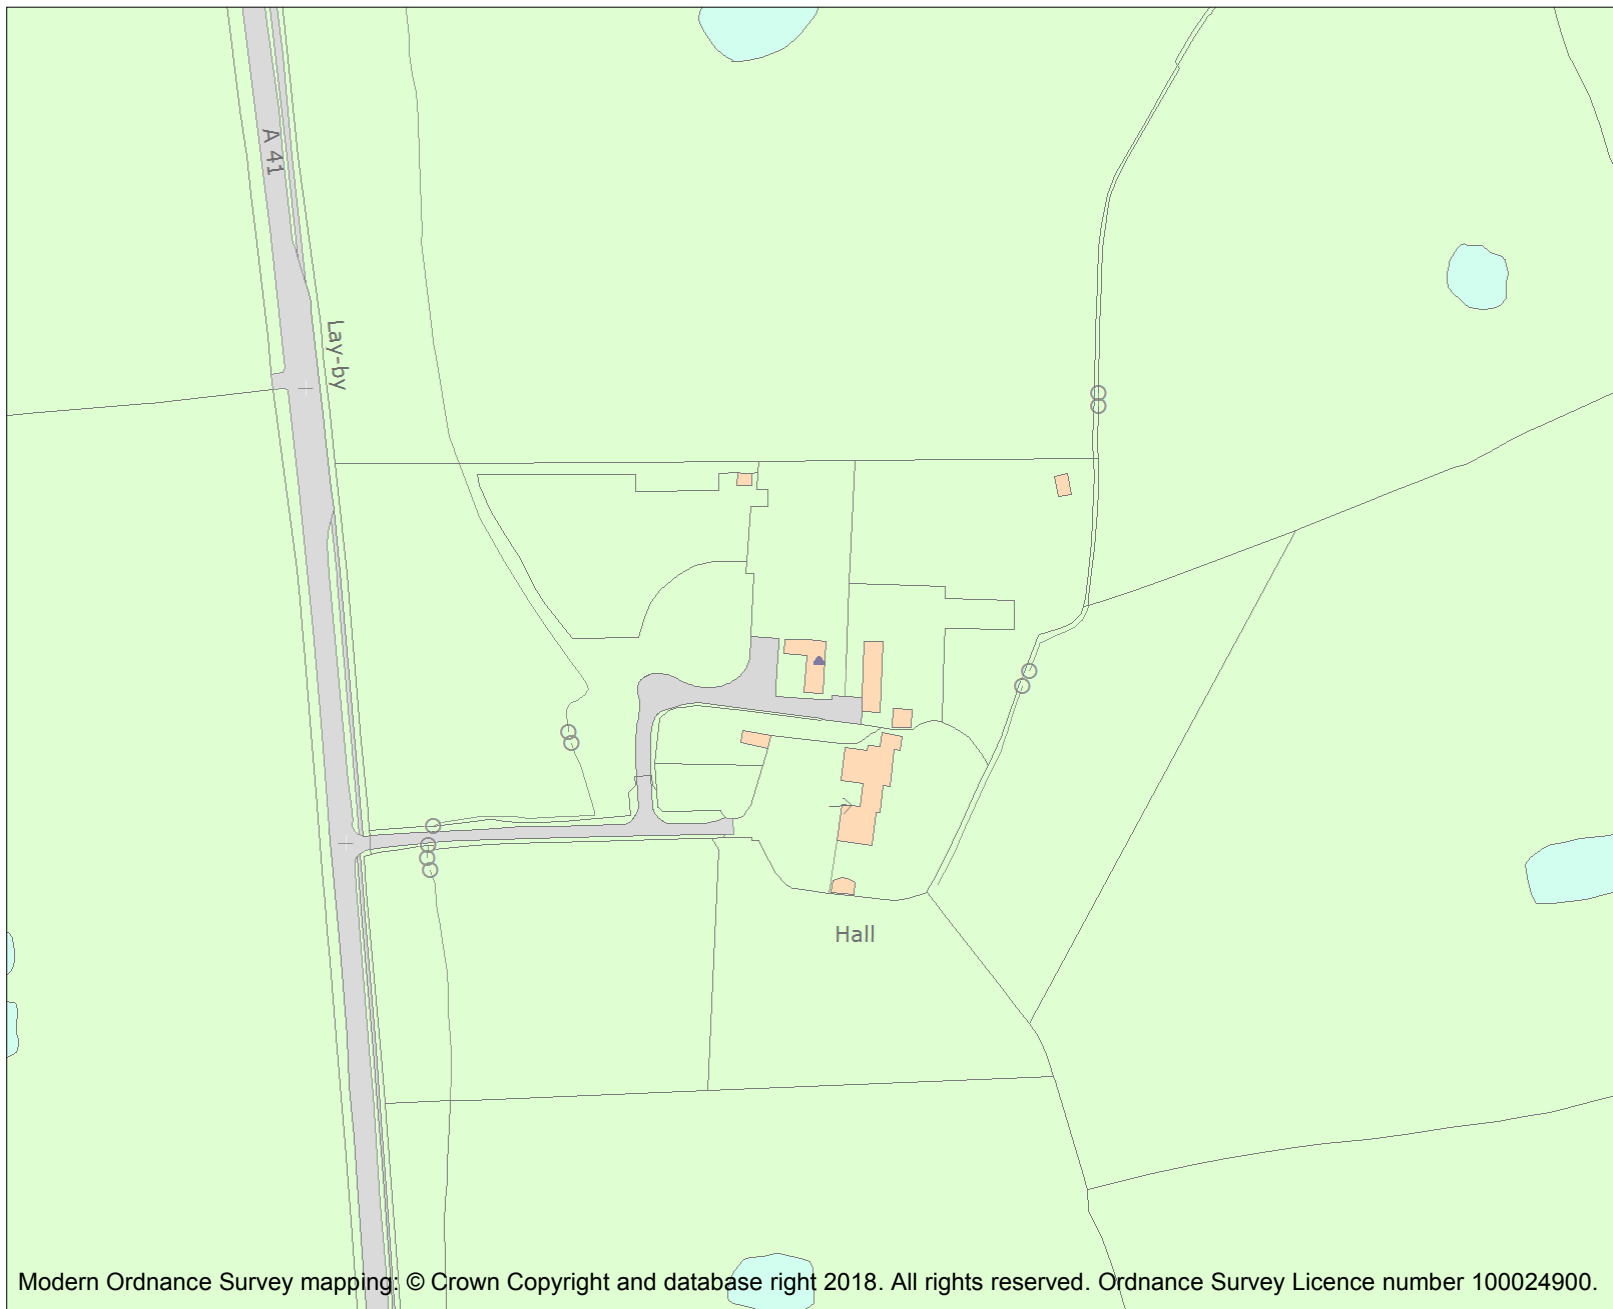 A 41
Lay-by
Hall
Modern Ordnance Survey mapping: © Crown Copyright and database right 2018. All rights reserved. Ordnance Survey Licence number 100024900.